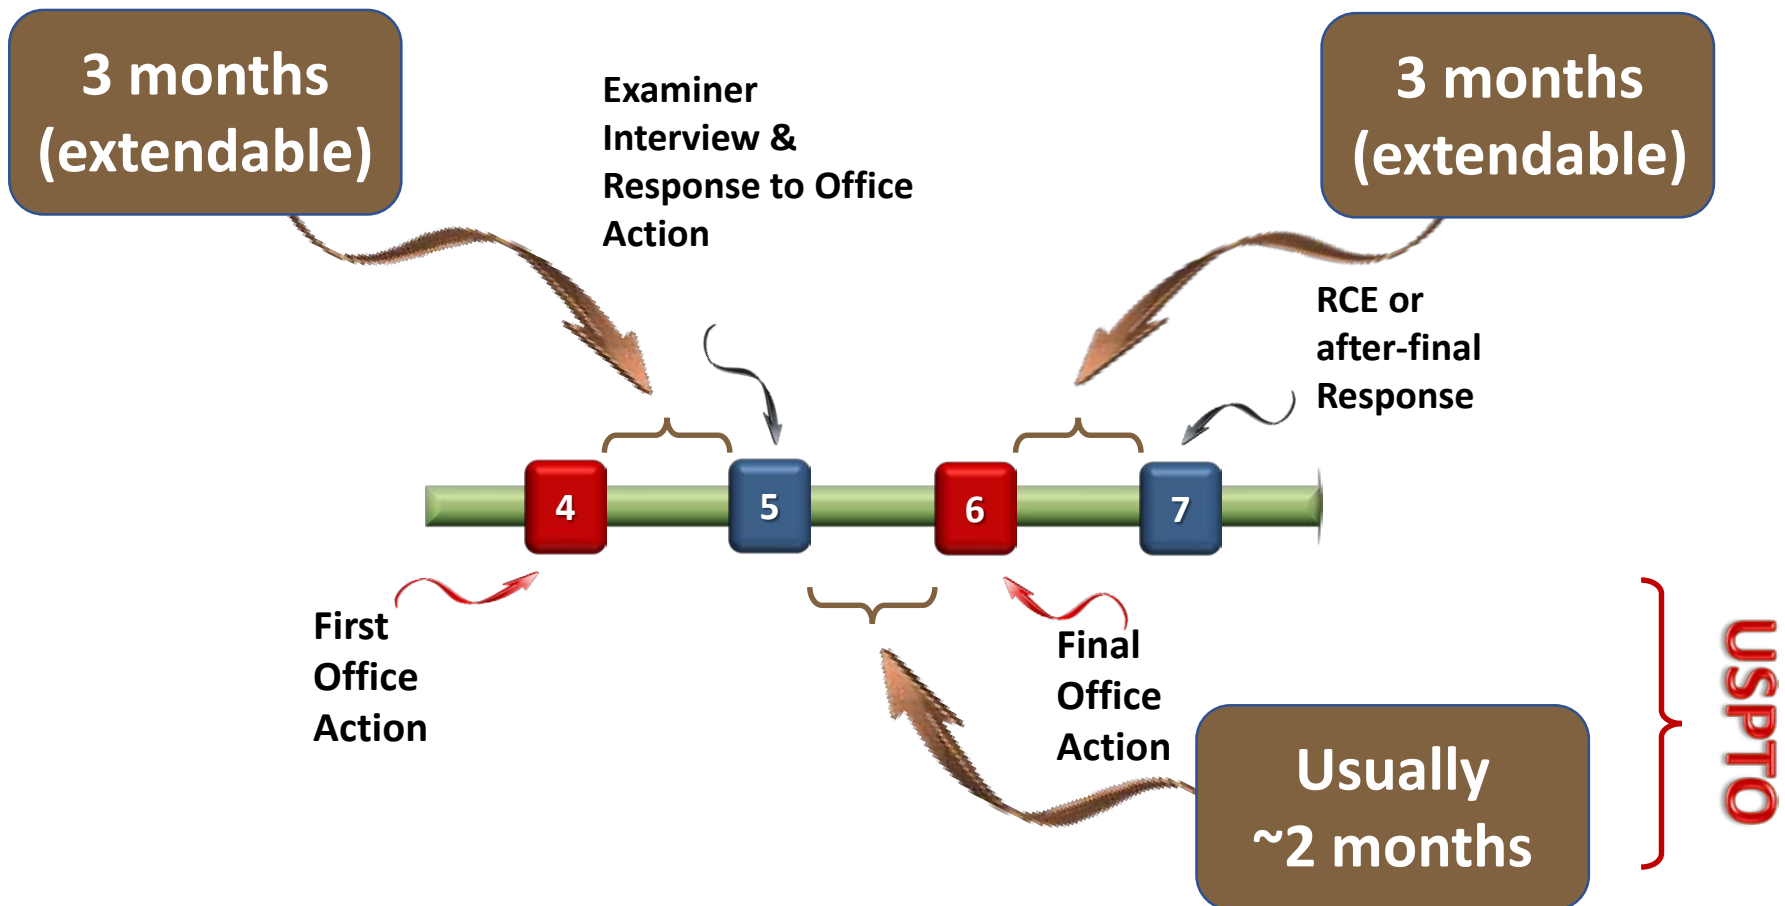 3 months
(extendable)
Examiner
Interview &
Response to Office
Action
3 months
(extendable)
RCE or
after-final
Response
4
5
6
7
First
Office
Action
Final
Office
Action
Usually
~2 months
USPTO